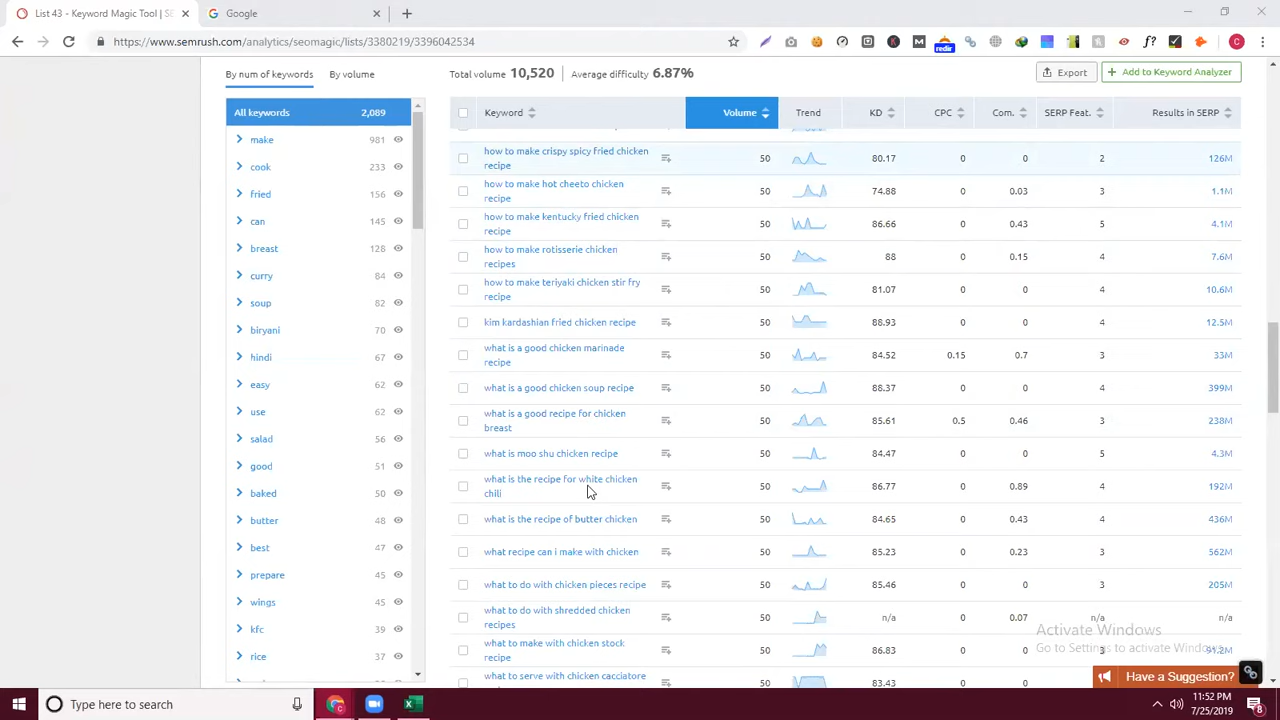 List 43 - Keyword Magic Tool | SE
Google
https://www.semrush.com/analytics/seomagic/lists/3380219/3396042534
redir
C
By num of keywords
By volume
Total volume 10,520
Average difficulty 6.87%
Export
+ Add to Keyword Analyzer
All keywords 2,089
make 981
cook 233
fried 156
can 145
breast 128
curry 84
soup 82
biryani 70
hindi 67
easy 62
use 62
salad 56
good 51
baked 50
butter 48
best 47
prepare 45
wings 45
kfc 39
rice 37
Keyword Volume Trend KD CPC Com. SERP Feat. Results in SERP
how to make crispy spicy fried chicken
recipe
50 80.17 0 0 2 126M
how to make hot cheeto chicken
recipe
50 74.88 0 0.03 3 1.1M
how to make kentucky fried chicken
recipe
50 86.66 0 0.43 5 4.1M
how to make rotisserie chicken
recipes
50 88 0 0.15 4 7.6M
how to make teriyaki chicken stir fry
recipe
50 81.07 0 0 4 10.6M
kim kardashian fried chicken recipe 50 88.93 0 0 4 12.5M
what is a good chicken marinade
recipe
50 84.52 0.15 0.7 3 33M
what is a good chicken soup recipe 50 88.37 0 0 4 399M
what is a good recipe for chicken
breast
50 85.61 0.5 0.46 3 238M
what is moo shu chicken recipe 50 84.47 0 0 5 4.3M
what is the recipe for white chicken
chili
50 86.77 0 0.89 4 192M
what is the recipe of butter chicken 50 84.65 0 0.43 4 436M
what recipe can i make with chicken 50 85.23 0 0.23 3 562M
what to do with chicken pieces recipe 50 85.46 0 0 3 205M
what to do with shredded chicken
recipes
50 n/a 0 0.07 n/a n/a
what to make with chicken stock
recipe
50 86.83 0 0 91.2M
what to serve with chicken cacciatore
50 83.43 0 0
Activate Windows
Go to Settings to activate Windows.
Have a Suggestion?
Type here to search
11:52 PM
7/25/2019